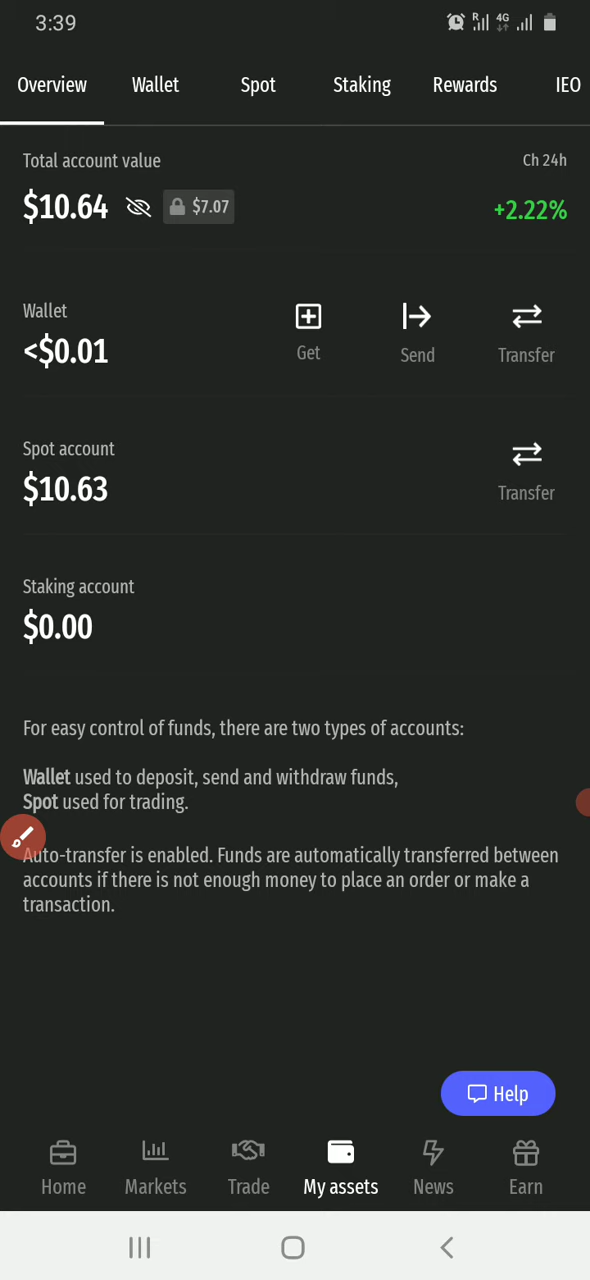 3:39
R 4G
Overview Wallet Spot Staking Rewards IEO
Total account value Ch 24h
$10.64 $7.07 +2.22%
Wallet
<$0.01 Get Send Transfer
Spot account
$10.63 Transfer
Staking account
$0.00
For easy control of funds, there are two types of accounts:
Wallet used to deposit, send and withdraw funds,
Spot used for trading.
Auto-transfer is enabled. Funds are automatically transferred between
accounts if there is not enough money to place an order or make a
transaction.
Help
Home Markets Trade My assets News Earn